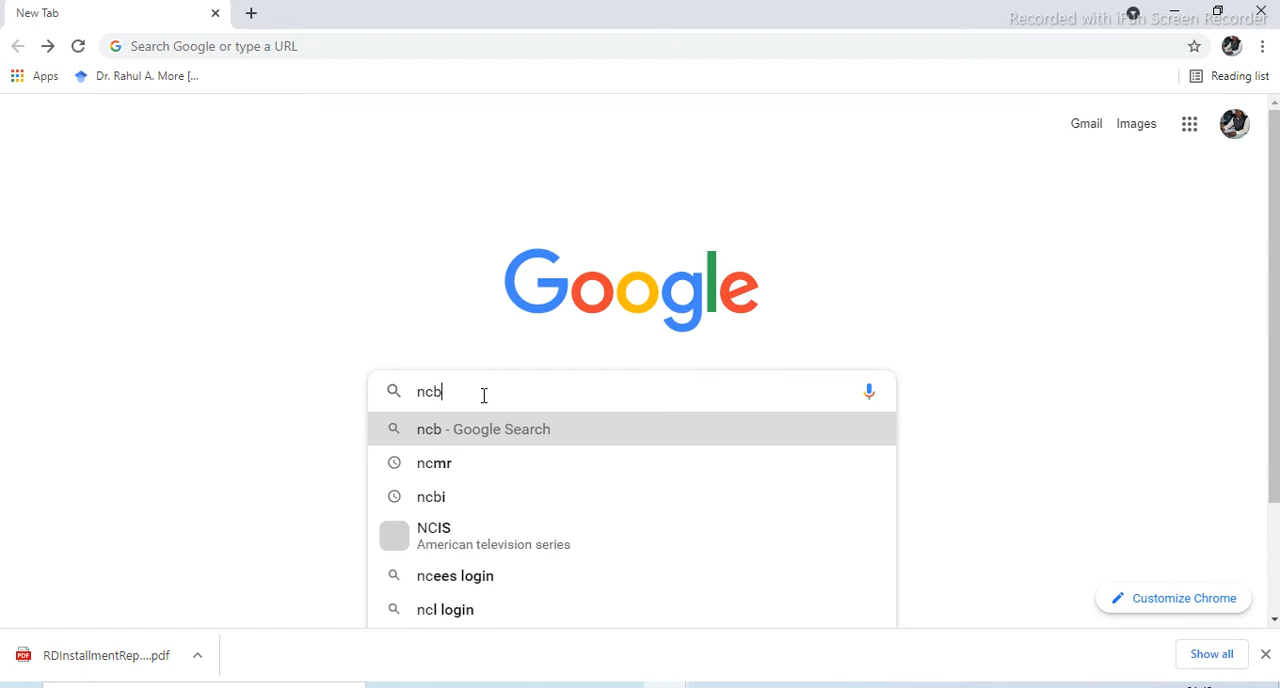 New Tab
Recorded with iFun Screen Recorder
Search Google or type a URL
Apps Dr. Rahul A. More [... Reading list
Gmail Images
Google
ncb
ncb - Google Search
ncmr
ncbi
NCIS
American television series
ncees login
ncl login
Customize Chrome
RDInstallmentRep....pdf Show all